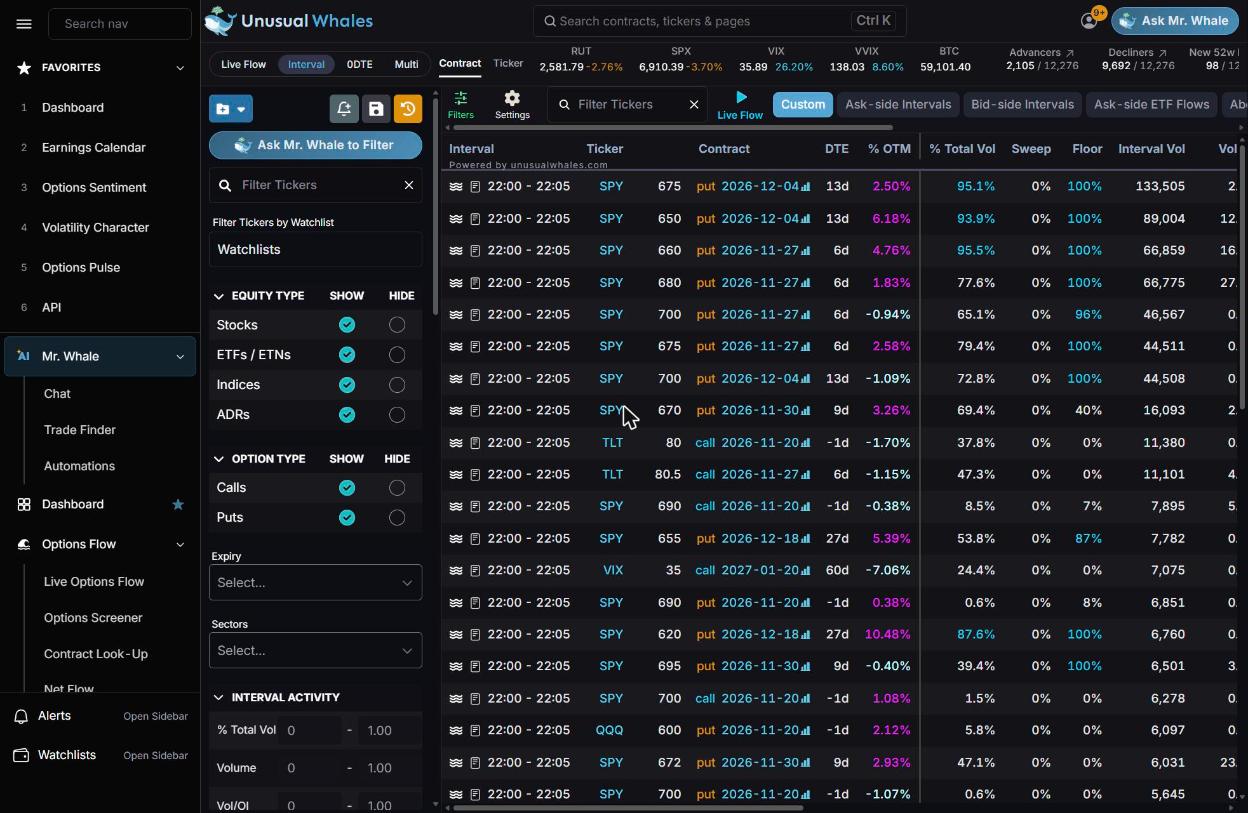 Search nav
Unusual Whales
Search contracts, tickers & pages
Ctrl K
9+
Ask Mr. Whale
FAVORITES
1 Dashboard
2 Earnings Calendar
3 Options Sentiment
4 Volatility Character
5 Options Pulse
6 API
AI Mr. Whale
Chat
Trade Finder
Automations
Dashboard
Options Flow
Live Options Flow
Options Screener
Contract Look-Up
Net Flow
Alerts Open Sidebar
Watchlists Open Sidebar
Live Flow Interval 0DTE Multi
Contract Ticker
RUT SPX VIX VVIX BTC Advancers ↗ Decliners ↗ New 52w
2,581.79 -2.76% 6,910.39 -3.70% 35.89 26.20% 138.03 8.60% 59,101.40 2,105 / 12,276 9,692 / 12,276 98 / 12
Ask Mr. Whale to Filter
Filter Tickers
Filter Tickers by Watchlist
Watchlists
EQUITY TYPE SHOW HIDE
Stocks
ETFs / ETNs
Indices
ADRs
OPTION TYPE SHOW HIDE
Calls
Puts
Expiry
Select...
Sectors
Select...
INTERVAL ACTIVITY
% Total Vol 0 - 1.00
Volume 0 - 1.00
Vol/OI 0 - 1.00
Filters Settings Filter Tickers Live Flow Custom Ask-side Intervals Bid-side Intervals Ask-side ETF Flows
Interval Ticker Contract DTE % OTM % Total Vol Sweep Floor Interval Vol
Powered by unusualwhales.com
22:00 - 22:05 SPY 675 put 2026-12-04 13d 2.50% 95.1% 0% 100% 133,505 2.
22:00 - 22:05 SPY 650 put 2026-12-04 13d 6.18% 93.9% 0% 100% 89,004 12.
22:00 - 22:05 SPY 660 put 2026-11-27 6d 4.76% 95.5% 0% 100% 66,859 16.
22:00 - 22:05 SPY 680 put 2026-11-27 6d 1.83% 77.6% 0% 100% 66,775 27.
22:00 - 22:05 SPY 700 put 2026-11-27 6d -0.94% 65.1% 0% 96% 46,567 0.
22:00 - 22:05 SPY 675 put 2026-11-27 6d 2.58% 79.4% 0% 100% 44,511 0.
22:00 - 22:05 SPY 700 put 2026-12-04 13d -1.09% 72.8% 0% 100% 44,508 0.
22:00 - 22:05 SPY 670 put 2026-11-30 9d 3.26% 69.4% 0% 40% 16,093 2.
22:00 - 22:05 TLT 80 call 2026-11-20 -1d -1.70% 37.8% 0% 0% 11,380 0.
22:00 - 22:05 TLT 80.5 call 2026-11-27 6d -1.15% 47.3% 0% 0% 11,101 4.
22:00 - 22:05 SPY 690 call 2026-11-20 -1d -0.38% 8.5% 0% 7% 7,895 5.
22:00 - 22:05 SPY 655 put 2026-12-18 27d 5.39% 53.8% 0% 87% 7,782 0.
22:00 - 22:05 VIX 35 call 2027-01-20 60d -7.06% 24.4% 0% 0% 7,075 0.
22:00 - 22:05 SPY 690 put 2026-11-20 -1d 0.38% 0.6% 0% 8% 6,851 0.
22:00 - 22:05 SPY 620 put 2026-12-18 27d 10.48% 87.6% 0% 100% 6,760 0.
22:00 - 22:05 SPY 695 put 2026-11-30 9d -0.40% 39.4% 0% 100% 6,501 3.
22:00 - 22:05 SPY 700 call 2026-11-20 -1d 1.08% 1.5% 0% 0% 6,278 0.
22:00 - 22:05 QQQ 600 put 2026-11-20 -1d 2.12% 5.8% 0% 0% 6,097 0.
22:00 - 22:05 SPY 672 put 2026-11-30 9d 2.93% 47.1% 0% 0% 6,031 23.
22:00 - 22:05 SPY 700 put 2026-11-20 -1d -1.07% 0.6% 0% 0% 5,645 0.